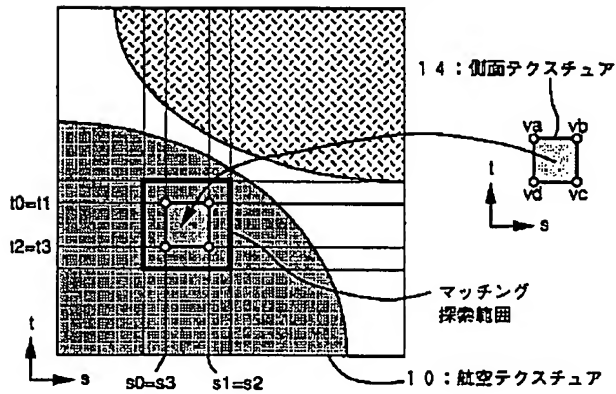 14：側面テクスチュア
va
vb
t
vd
vc
s
t0=t1
t2=t3
マッチング
探索範囲
t
s
s0=s3
s1=s2
10：航空テクスチュア